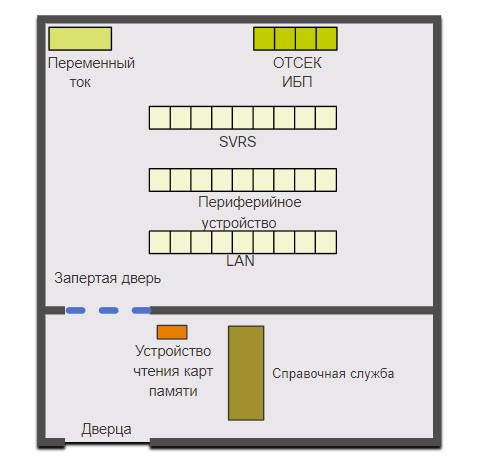 Переменный
ток
ОТСЕК
ИБП
SVRS
Периферийное
устройство
LAN
Запертая дверь
Устройство
чтения карт
памяти
Справочная служба
Дверца